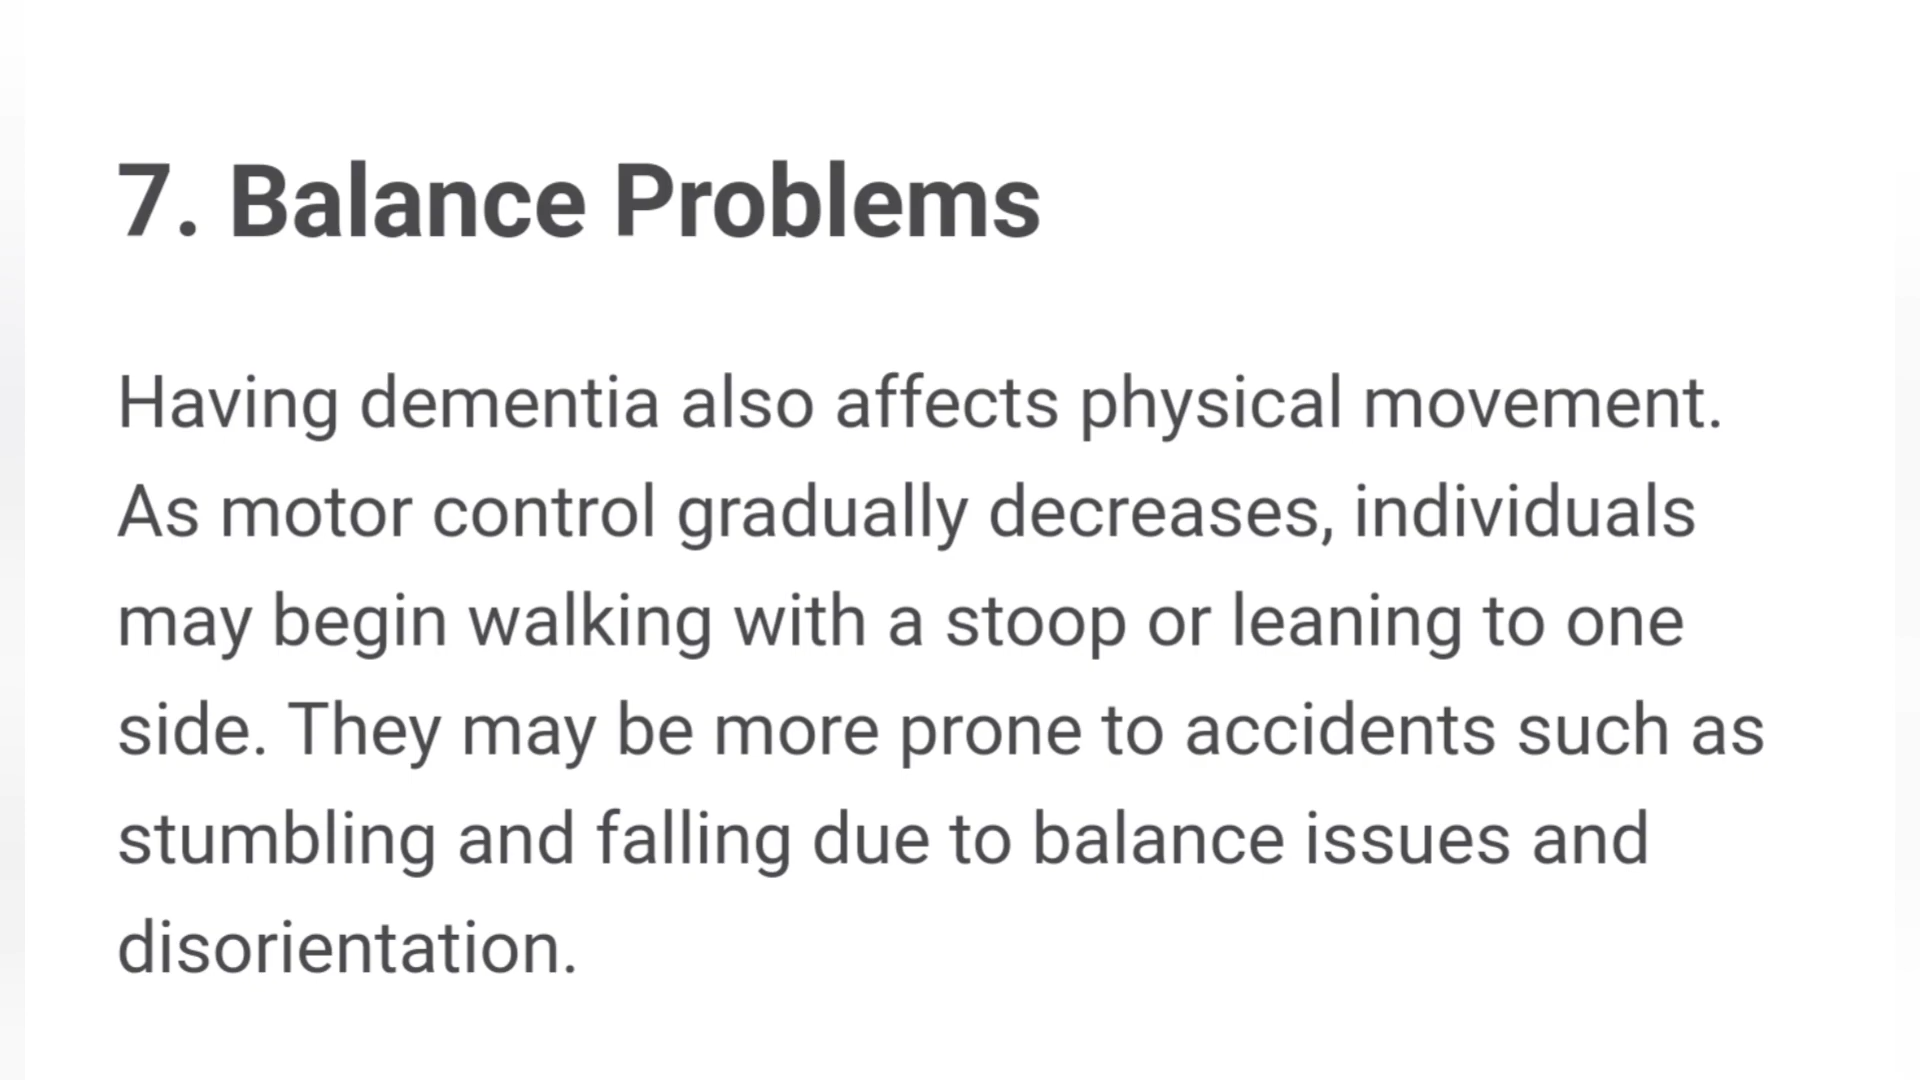 7. Balance Problems
Having dementia also affects physical movement.
As motor control gradually decreases, individuals
may begin walking with a stoop or leaning to one
side. They may be more prone to accidents such as
stumbling and falling due to balance issues and
disorientation.